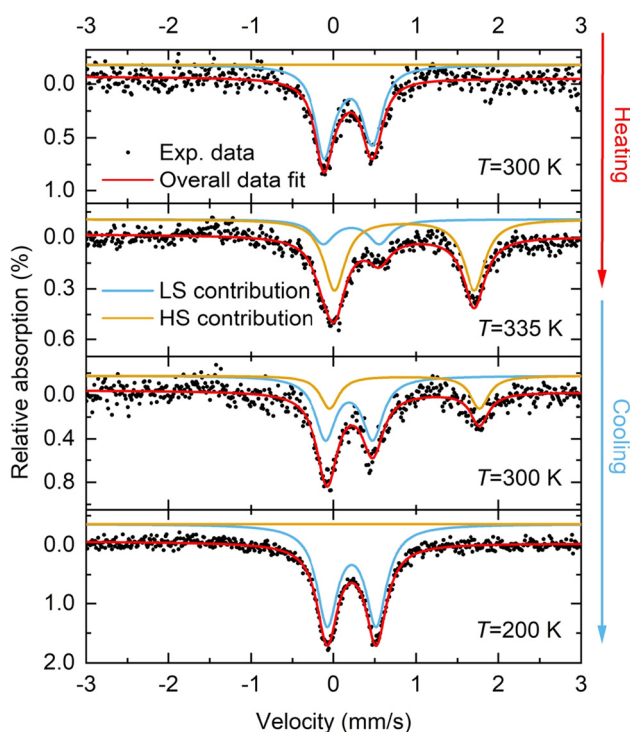 -3 -2 -1 0 1 2 3
0.0
0.5
1.0
Exp. data
Overall data fit
T=300 K
0.0
0.3
0.6
LS contribution
HS contribution
T=335 K
0.0
0.4
0.8
T=300 K
0.0
1.0
2.0
T=200 K
-3 -2 -1 0 1 2 3
Velocity (mm/s)
Relative absorption (%)
Heating
Cooling